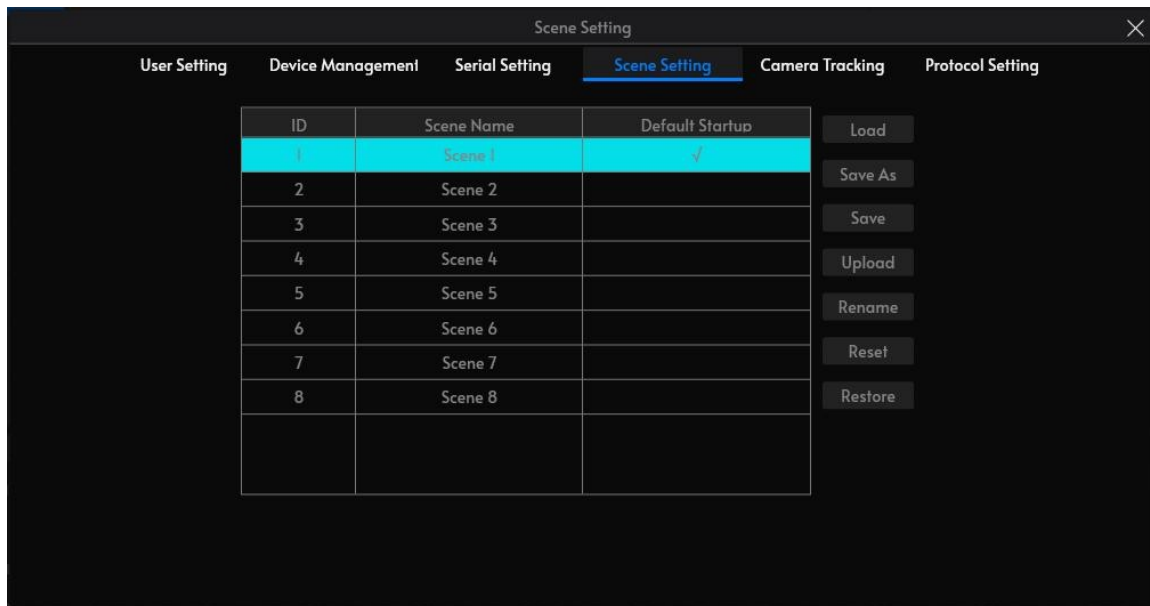 Scene Setting
User Setting Device Management Serial Setting Scene Setting Camera Tracking Protocol Setting
ID Scene Name Default Startup
Load
1 Scene 1 √
Save As
2 Scene 2
Save
3 Scene 3
4 Scene 4 Upload
5 Scene 5
Rename
6 Scene 6
Reset
7 Scene 7
8 Scene 8 Restore